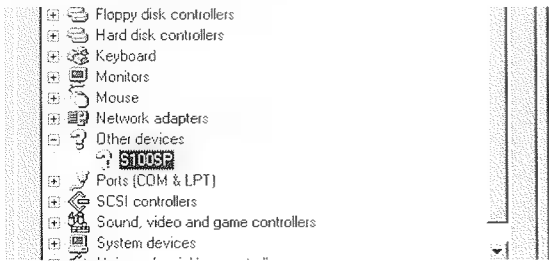 Floppy disk controllers
Hard disk controllers
Keyboard
Monitors
Mouse
Network adapters
Other devices
S100SP
Ports (COM & LPT)
SCSI controllers
Sound, video and game controllers
System devices